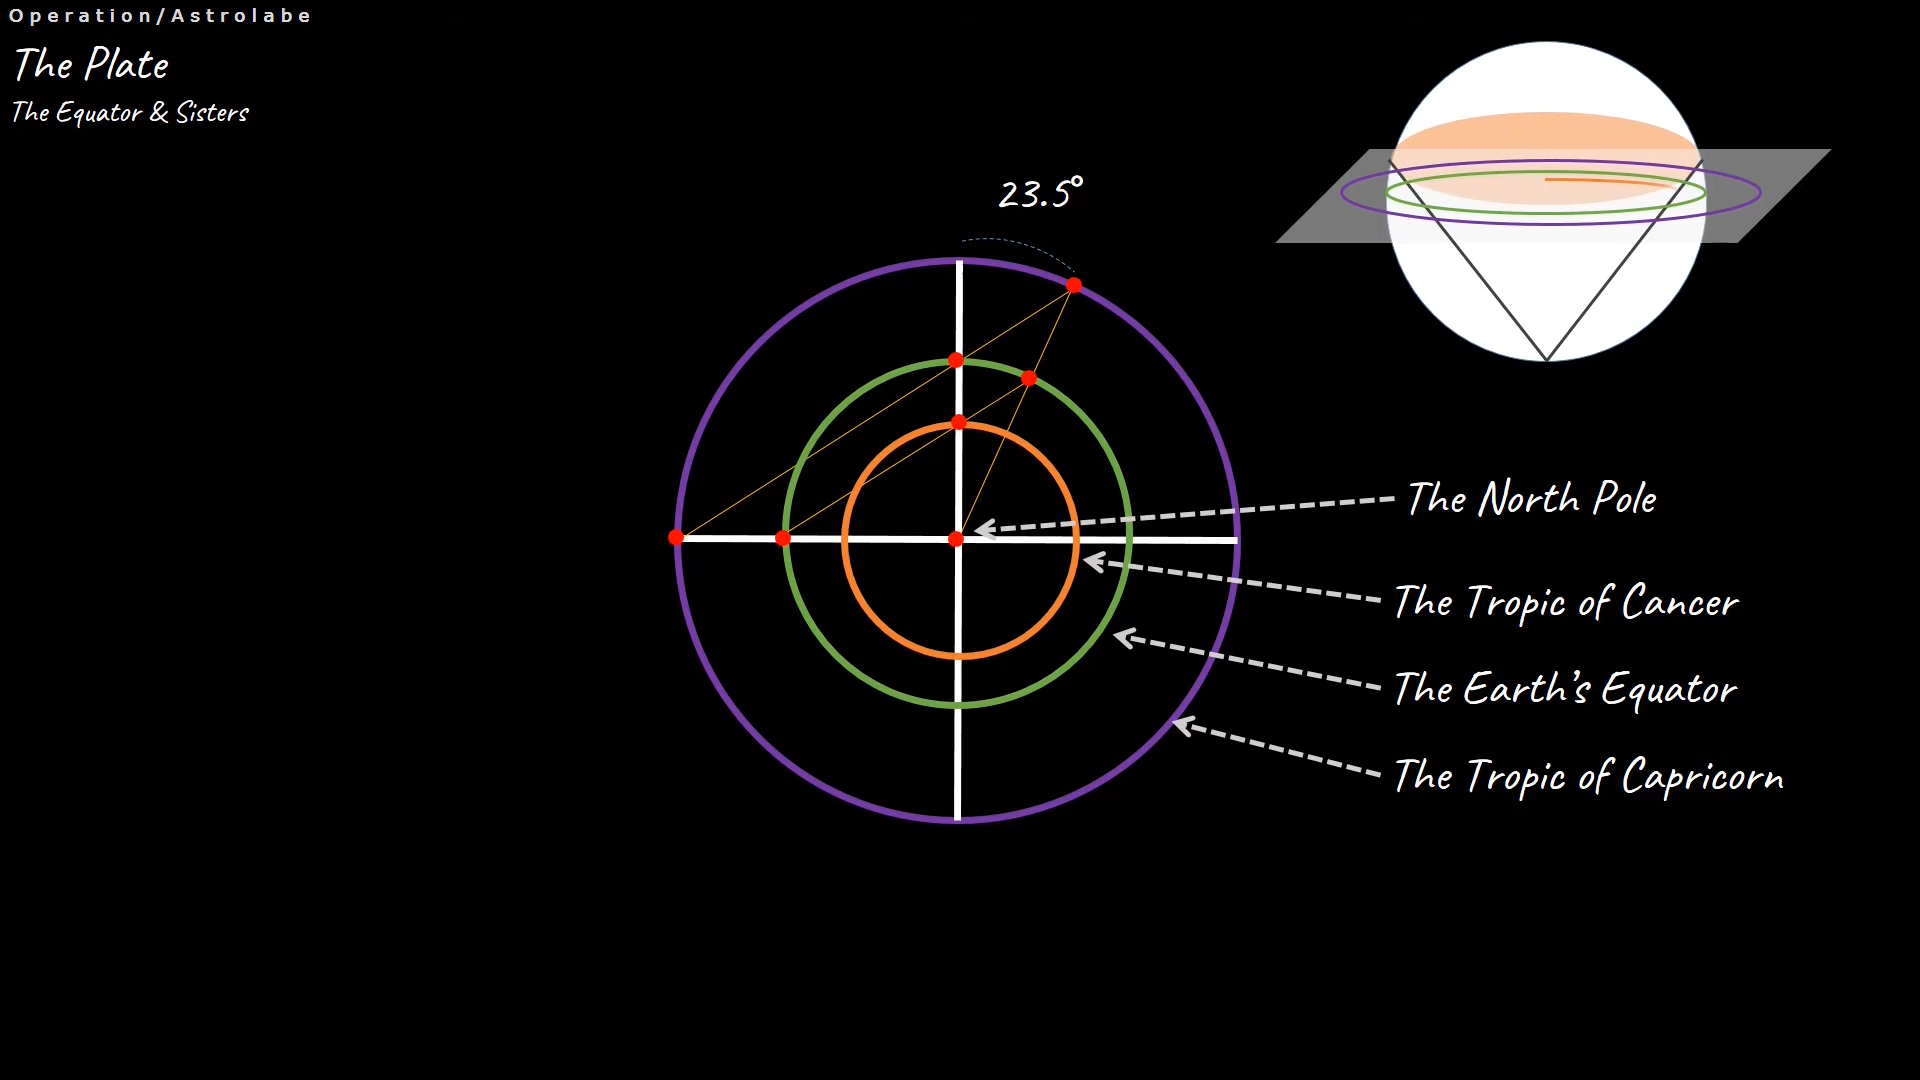 Operation/Astrolabe
The Plate
The Equator & Sisters
23.5°
The North Pole
The Tropic of Cancer
The Earth's Equator
The Tropic of Capricorn